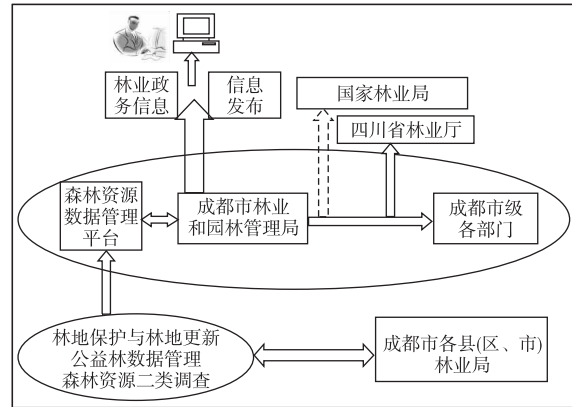 林业政
务信息
信息
发布
国家林业局
四川省林业厅
森林资源
数据管理
平台
成都市林业
和园林管理局
成都市级
各部门
林地保护与林地更新
公益林数据管理
森林资源二类调查
成都市各县(区、市)
林业局